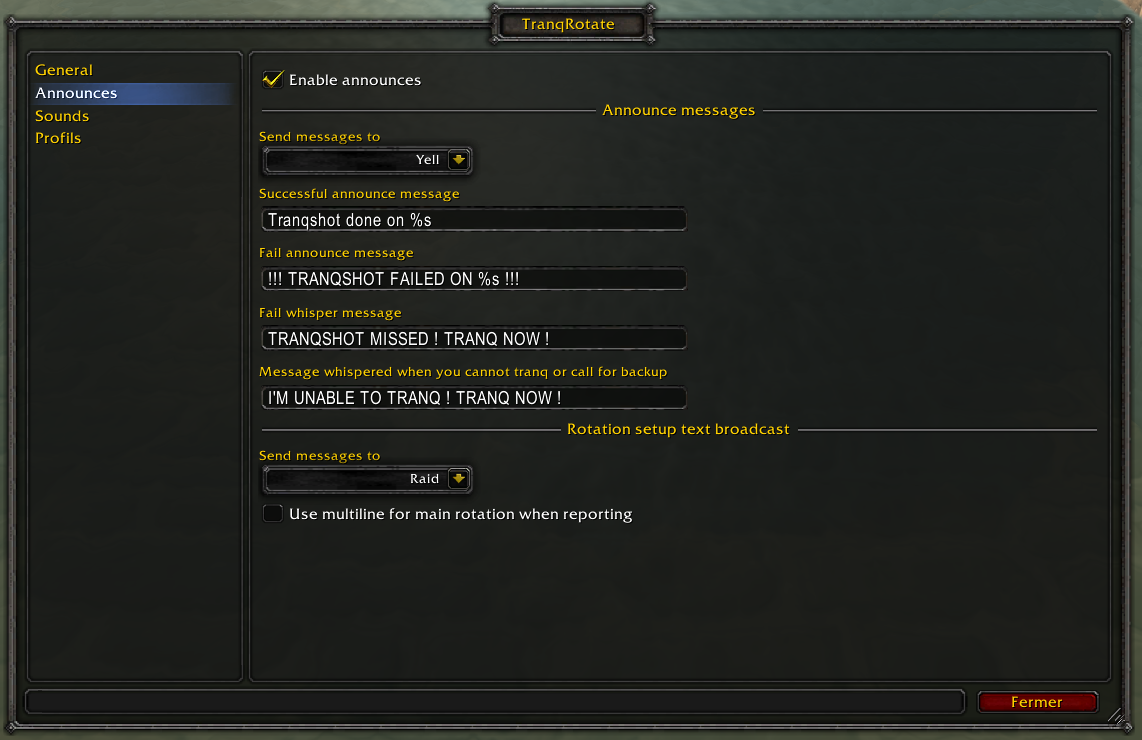 TranqRotate
General
Announces
Sounds
Profils
Enable announces
Announce messages
Send messages to
Yell
Successful announce message
Tranqshot done on %s
Fail announce message
!!! TRANQSHOT FAILED ON %s !!!
Fail whisper message
TRANQSHOT MISSED ! TRANQ NOW !
Message whispered when you cannot tranq or call for backup
I'M UNABLE TO TRANQ ! TRANQ NOW !
Rotation setup text broadcast
Send messages to
Raid
Use multiline for main rotation when reporting
Fermer